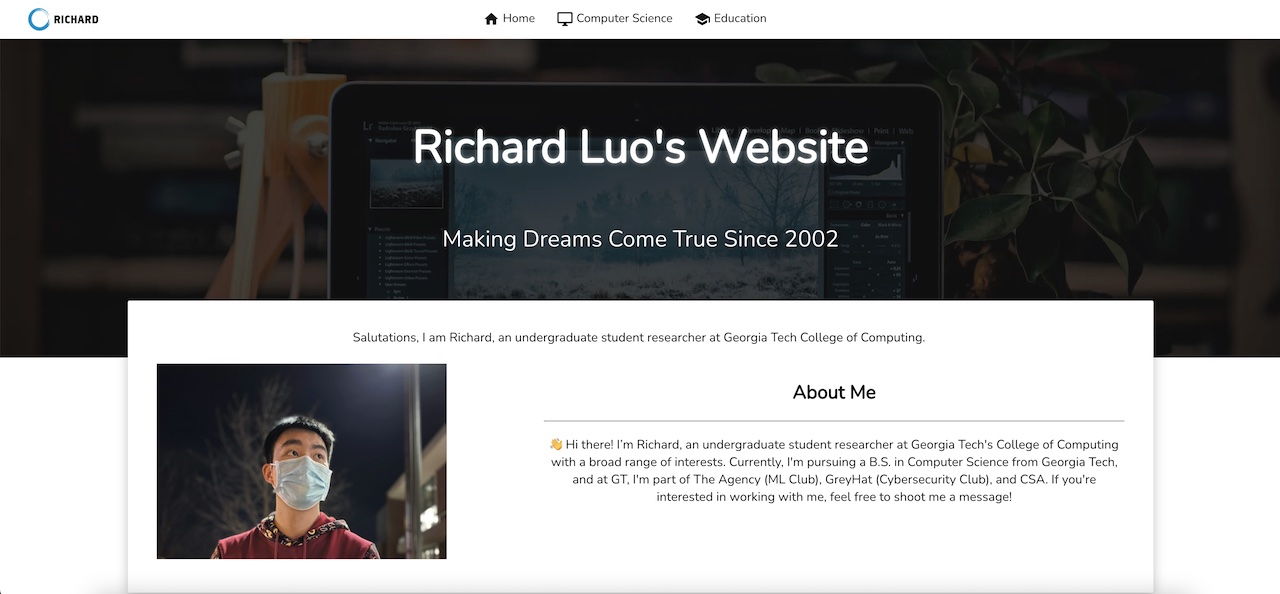 RICHARD
Home
Computer Science
Education
Lr
Map
Print
Web
Richard Luo's Website
Making Dreams Come True Since 2002
Salutations, I am Richard, an undergraduate student researcher at Georgia Tech College of Computing.
About Me
👋 Hi there! I'm Richard, an undergraduate student researcher at Georgia Tech's College of Computing
with a broad range of interests. Currently, I'm pursuing a B.S. in Computer Science from Georgia Tech,
and at GT, I'm part of The Agency (ML Club), GreyHat (Cybersecurity Club), and CSA. If you're
interested in working with me, feel free to shoot me a message!